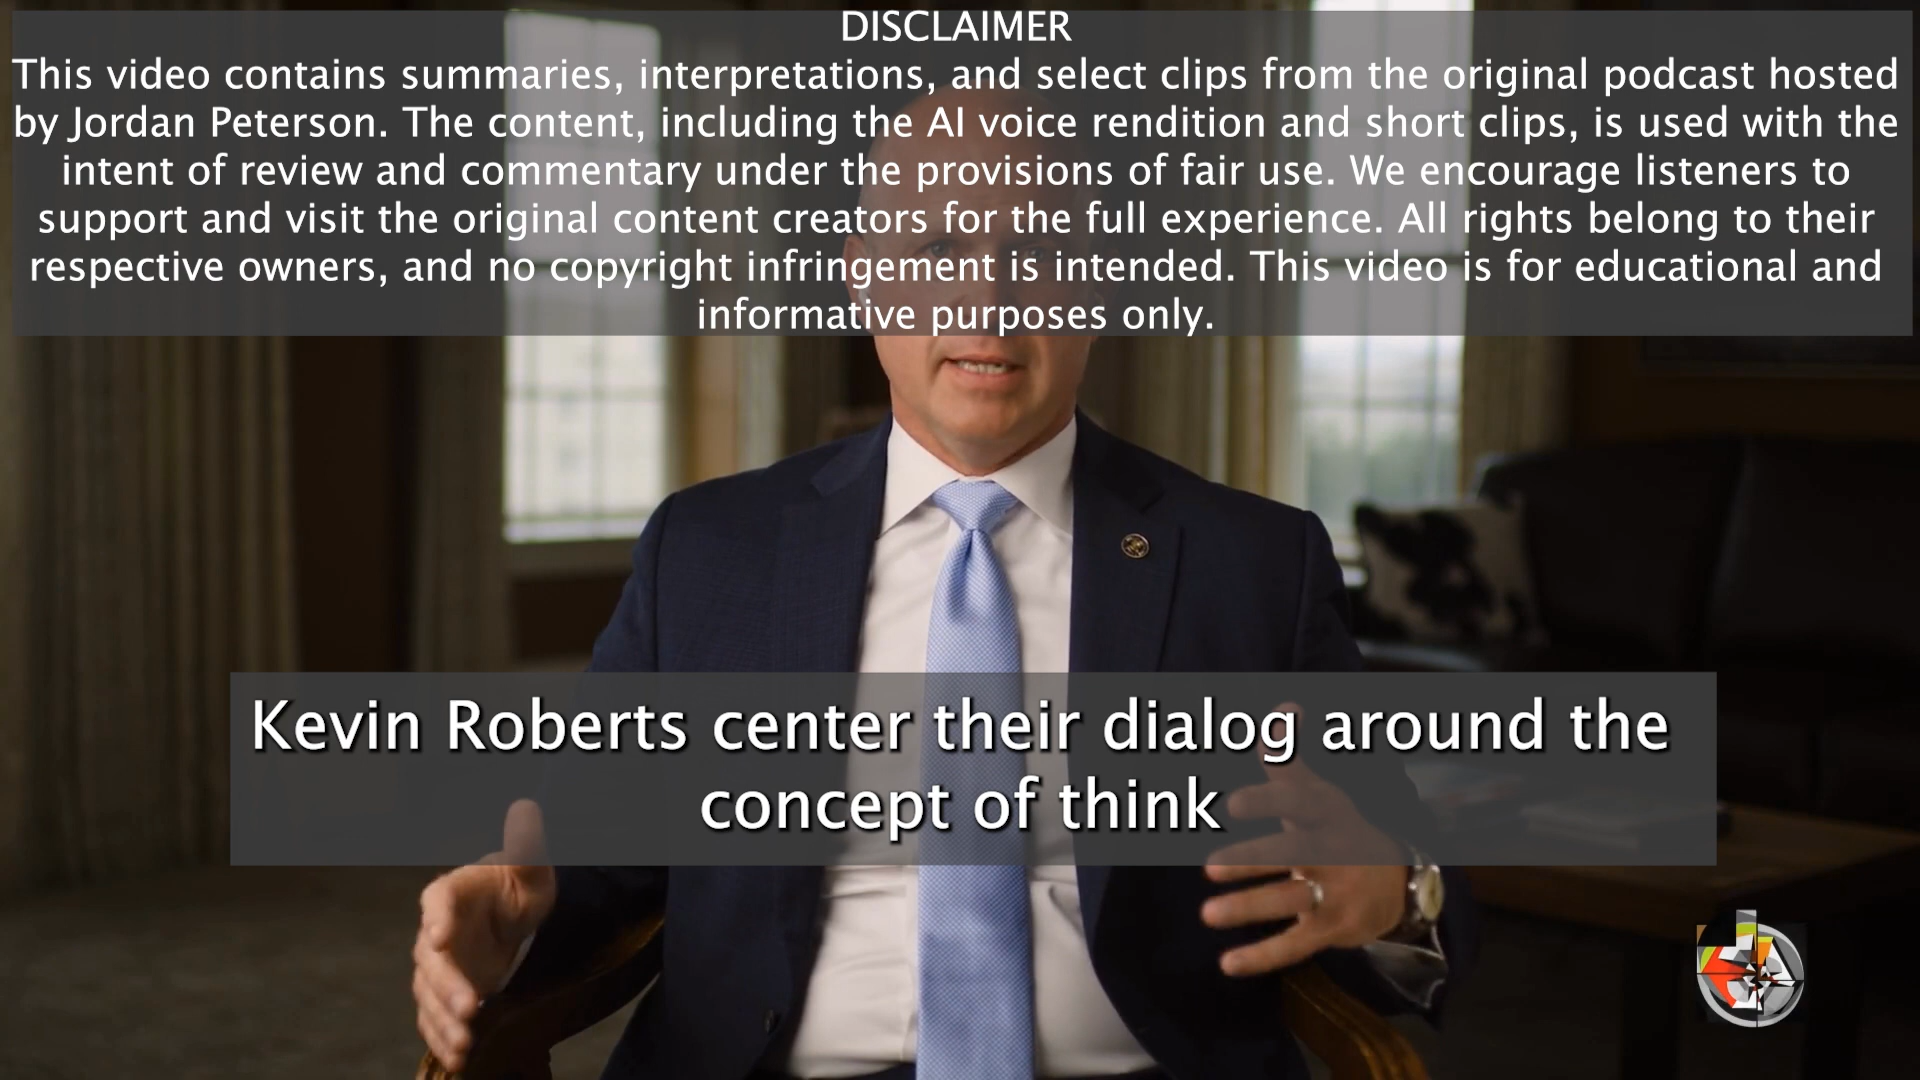 DISCLAIMER
This video contains summaries, interpretations, and select clips from the original podcast hosted
by Jordan Peterson. The content, including the AI voice rendition and short clips, is used with the
intent of review and commentary under the provisions of fair use. We encourage listeners to
support and visit the original content creators for the full experience. All rights belong to their
respective owners, and no copyright infringement is intended. This video is for educational and
informative purposes only.
Kevin Roberts center their dialog around the
concept of think